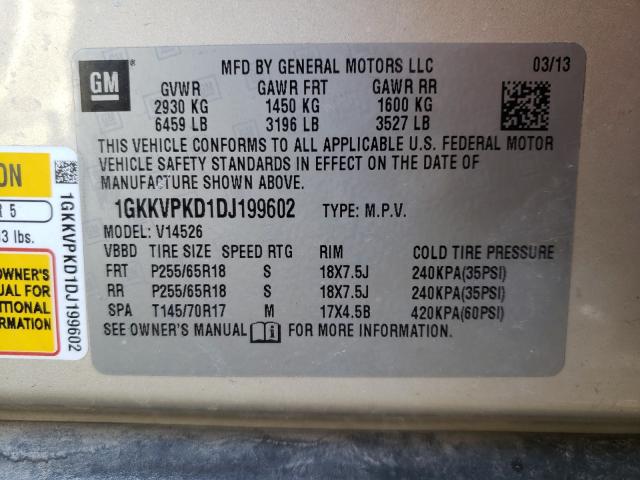 GM
MFD BY GENERAL MOTORS LLC 03/13
GVWR GAWR FRT GAWR RR
2930 KG 1450 KG 1600 KG
6459 LB 3196 LB 3527 LB
THIS VEHICLE CONFORMS TO ALL APPLICABLE U.S. FEDERAL MOTOR
VEHICLE SAFETY STANDARDS IN EFFECT ON THE DATE OF
MANUFACTURE SHOWN ABOVE.
1GKKVPKD1DJ199602 TYPE: M.P.V.
MODEL: V14526
VBBD TIRE SIZE SPEED RTG RIM COLD TIRE PRESSURE
FRT P255/65R18 S 18X7.5J 240KPA(35PSI)
RR P255/65R18 S 18X7.5J 240KPA(35PSI)
SPA T145/70R17 M 17X4.5B 420KPA(60PSI)
SEE OWNER'S MANUAL FOR MORE INFORMATION.
ON
R 5
3 lbs.
OWNER'S
UAL FOR
ITIONAL
RMATION
1GKKVPKD1DJ199602